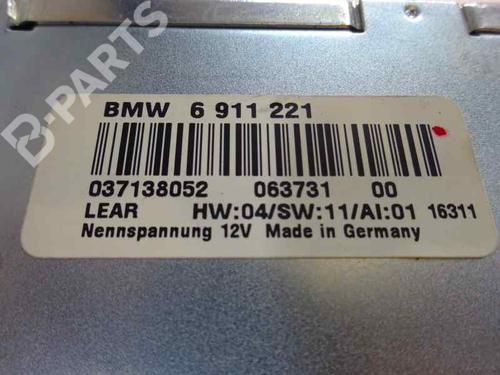 B-PARTS
BMW 6 911 221
037138052 063731 00
LEAR HW:04/SW:11/AI:01 16311
Nennspannung 12V Made in Germany